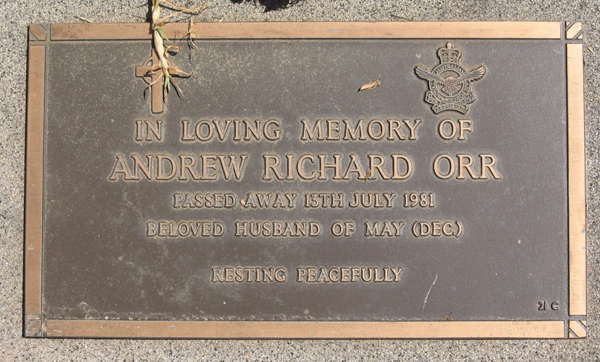 IN LOVING MEMORY OF
ANDREW RICHARD ORR
PASSED AWAY 13TH JULY 1981
BELOVED HUSBAND OF MAY (DEC.)
RESTING PEACEFULLY
21 G